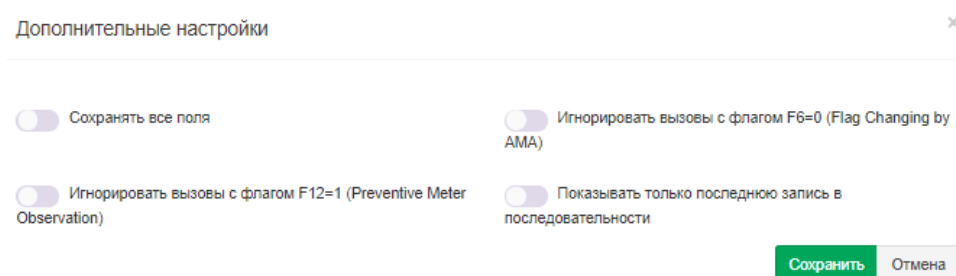 Дополнительные настройки
×
Сохранять все поля
Игнорировать вызовы с флагом F6=0 (Flag Changing by
AMA)
Игнорировать вызовы с флагом F12=1 (Preventive Meter
Observation)
Показывать только последнюю запись в
последовательности
Сохранить
Отмена